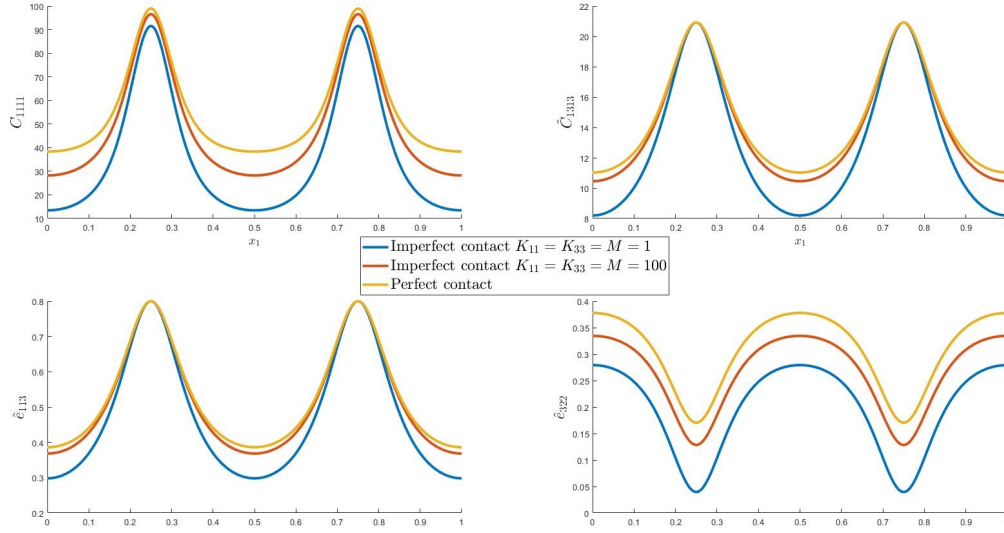 100
90
80
70
60
50
40
30
20
10
C₁₁₁₁
0 0.1 0.2 0.3 0.4 0.5 0.6 0.7 0.8 0.9 1
x₁
22
20
18
16
14
12
10
8
Ĉ₁₃₁₃
0 0.1 0.2 0.3 0.4 0.5 0.6 0.7 0.8 0.9 1
x₁
Imperfect contact K₁₁ = K₃₃ = M = 1
Imperfect contact K₁₁ = K₃₃ = M = 100
Perfect contact
0.8
0.7
0.6
0.5
0.4
0.3
0.2
ê₁₁₃
0 0.1 0.2 0.3 0.4 0.5 0.6 0.7 0.8 0.9 1
0.4
0.35
0.3
0.25
0.2
0.15
0.1
0.05
0
ê₃₂₂
0 0.1 0.2 0.3 0.4 0.5 0.6 0.7 0.8 0.9